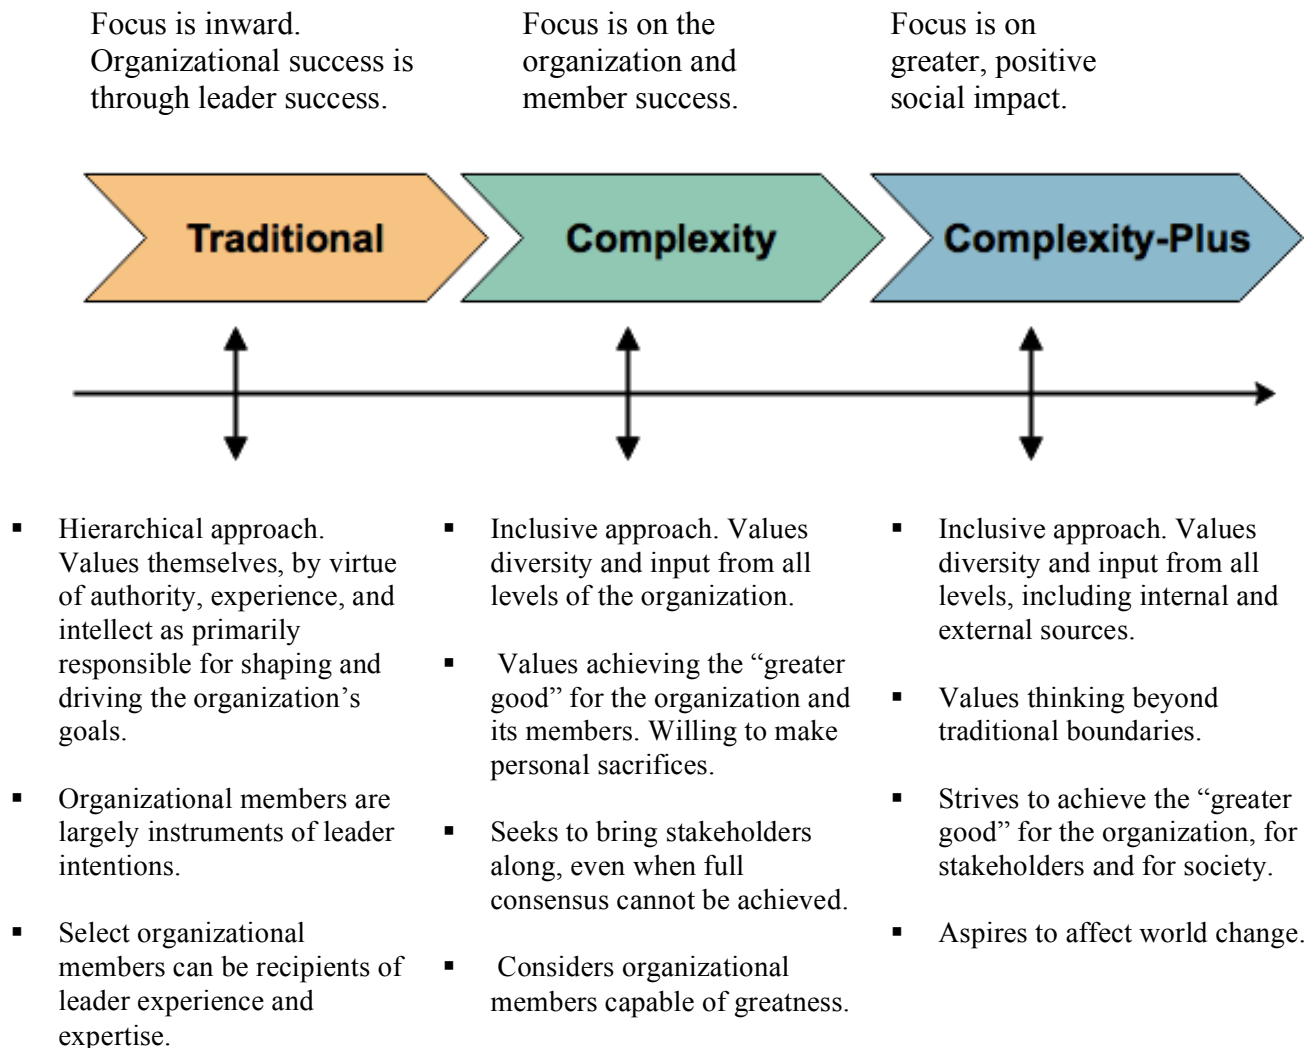 Focus is inward.
Organizational success is
through leader success.
Focus is on the
organization and
member success.
Focus is on
greater, positive
social impact.
Traditional
Complexity
Complexity-Plus
▪ Hierarchical approach.
Values themselves, by virtue
of authority, experience, and
intellect as primarily
responsible for shaping and
driving the organization’s
goals.
▪ Organizational members are
largely instruments of leader
intentions.
▪ Select organizational
members can be recipients of
leader experience and
expertise.
▪ Inclusive approach. Values
diversity and input from all
levels of the organization.
▪ Values achieving the “greater
good” for the organization and
its members. Willing to make
personal sacrifices.
▪ Seeks to bring stakeholders
along, even when full
consensus cannot be achieved.
▪ Considers organizational
members capable of greatness.
▪ Inclusive approach. Values
diversity and input from all
levels, including internal and
external sources.
▪ Values thinking beyond
traditional boundaries.
▪ Strives to achieve the “greater
good” for the organization, for
stakeholders and for society.
▪ Aspires to affect world change.